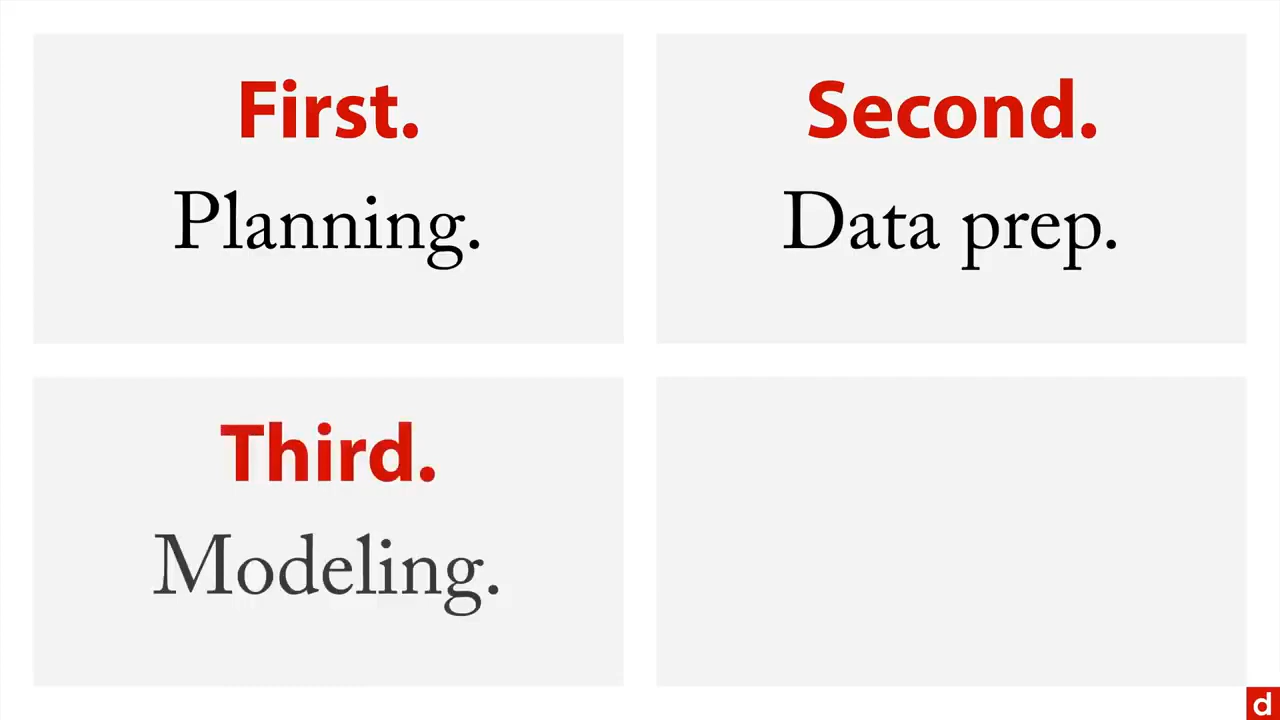 First.
Planning.
Second.
Data prep.
Third.
Modeling.
d